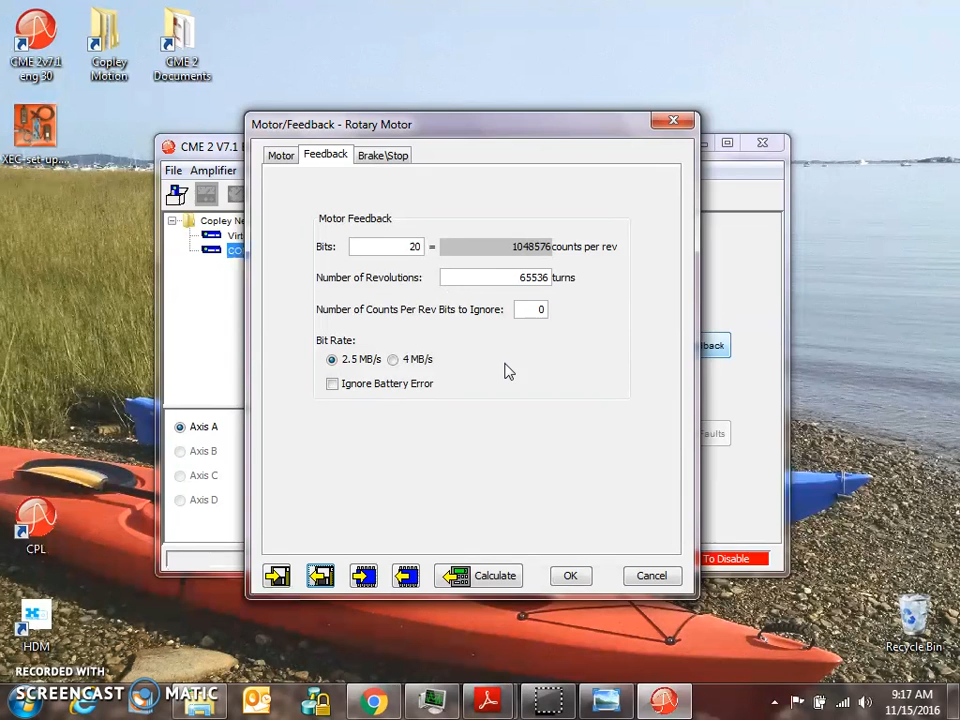 CME 2v7.1
eng 30
Copley
Motion
CME 2
Documents
XEC-set-up...
CME 2 V7.1
File Amplifier
Copley Ne
Virt
Axis A
Axis B
Axis C
Axis D
back
Faults
To Disable
Motor/Feedback - Rotary Motor
Motor Feedback Brake\Stop
Motor Feedback
Bits: 20 = 1048576 counts per rev
Number of Revolutions: 65536 turns
Number of Counts Per Rev Bits to Ignore: 0
Bit Rate:
2.5 MB/s 4 MB/s
Ignore Battery Error
Calculate OK Cancel
CPL
HDM
Recycle Bin
RECORDED WITH
SCREENCAST MATIC
9:17 AM
11/15/2016